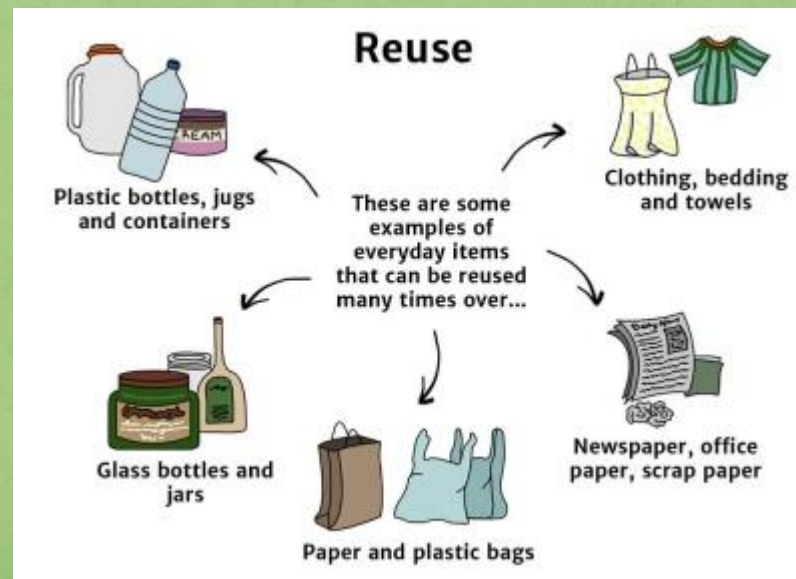 Reuse
CREAM
Plastic bottles, jugs
and containers
Clothing, bedding
and towels
These are some
examples of
everyday items
that can be reused
many times over...
Glass bottles and
jars
Newspaper, office
paper, scrap paper
Paper and plastic bags